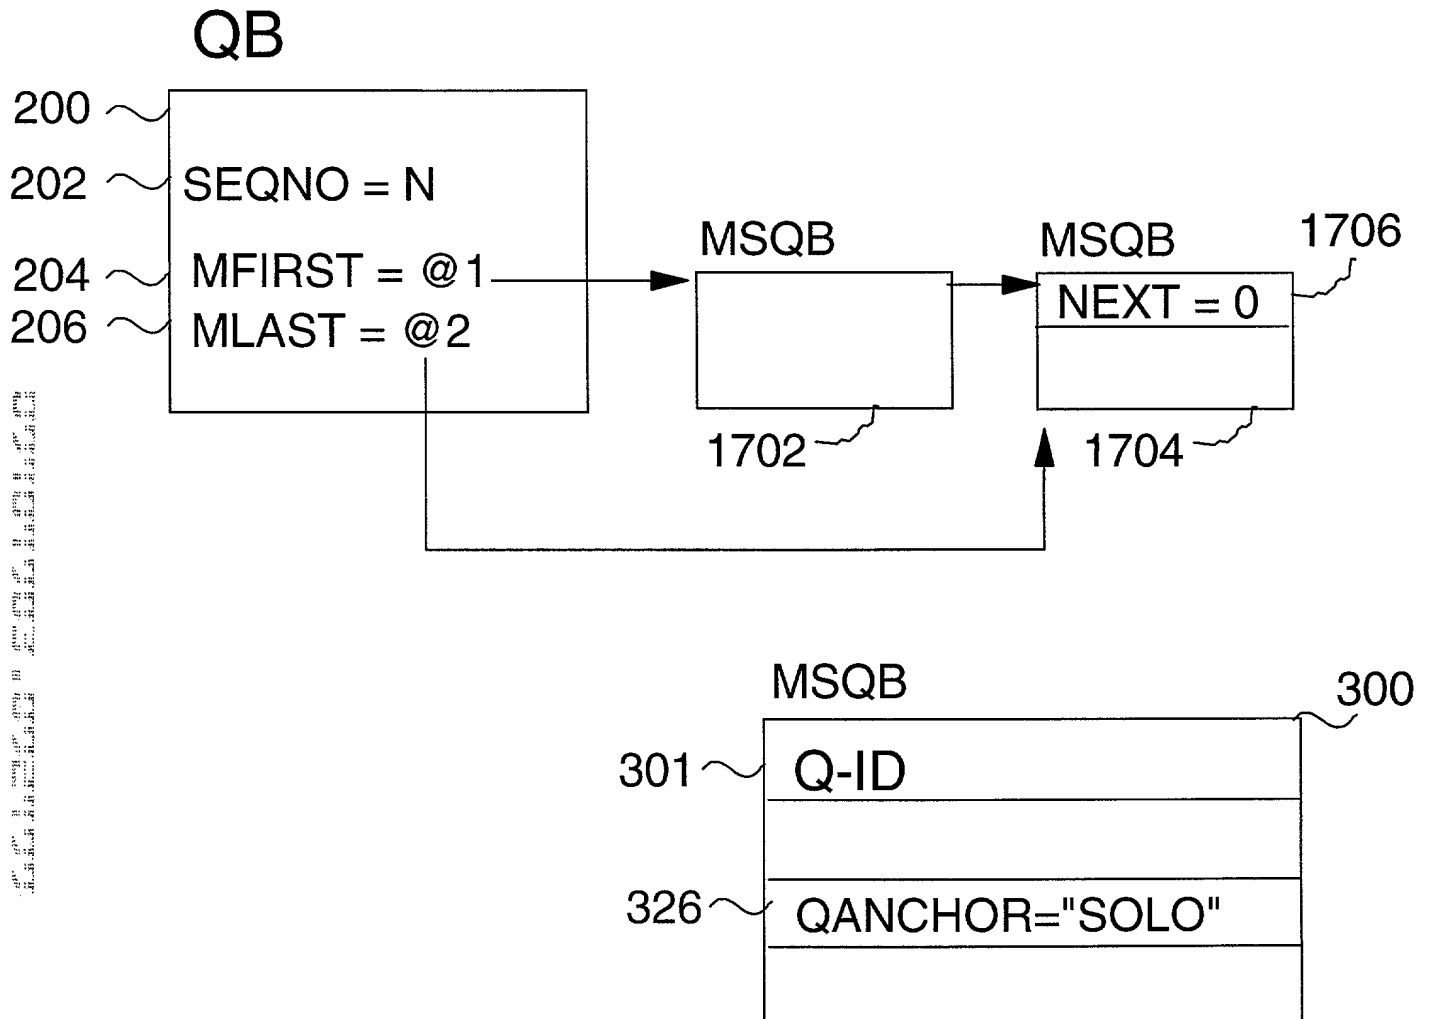 QB
200
202 SEQNO = N
204 MFIRST = @1
206 MLAST = @2
MSQB
1702
MSQB
1706
NEXT = 0
1704
MSQB
300
301 Q-ID
326 QANCHOR="SOLO"